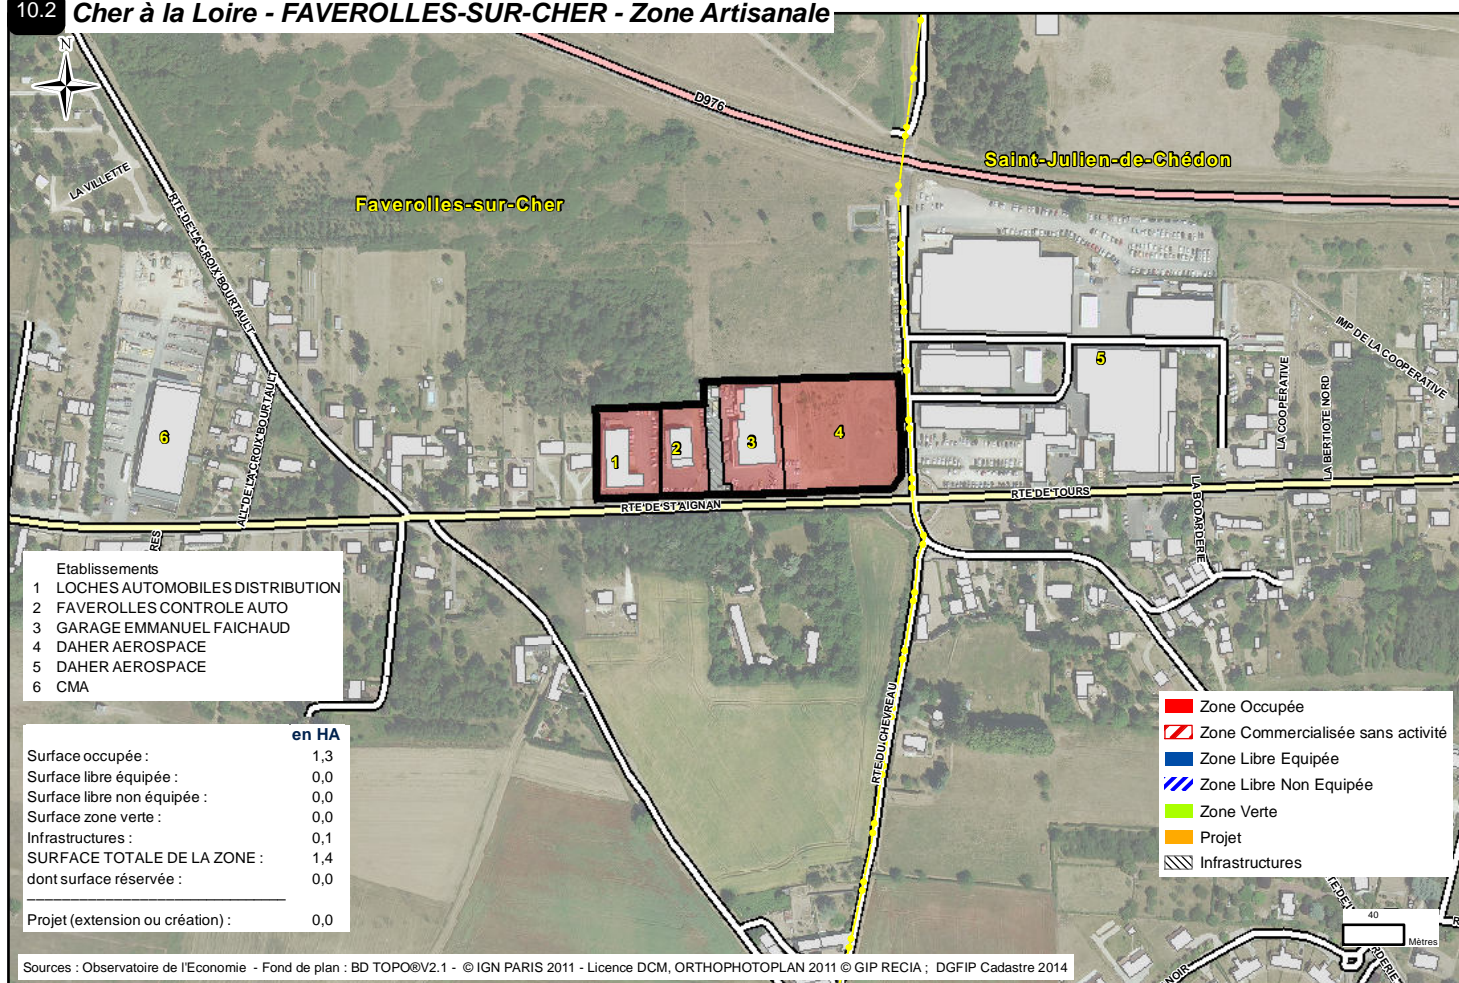 10.2 Cher à la Loire - FAVEROLLES-SUR-CHER - Zone Artisanale
N
D976
Saint-Julien-de-Chédon
LA VILLETTE
Faverolles-sur-Cher
RTE DE LA CROIX BOURTAULT
IMP DE LA COOPERATIVE
5
LA COOPERATIVE
LA BERTIOTE NORD
ALL DE LA CROIX BOURTAULT
6
1
2
3
4
RTE DE ST AIGNAN
RTE DE TOURS
LA BODARDERIE
RES
Etablissements
1 LOCHES AUTOMOBILES DISTRIBUTION
2 FAVEROLLES CONTROLE AUTO
3 GARAGE EMMANUEL FAICHAUD
4 DAHER AEROSPACE
5 DAHER AEROSPACE
6 CMA
RTE DU CHEVREAU
en HA
Surface occupée : 1,3
Surface libre équipée : 0,0
Surface libre non équipée : 0,0
Surface zone verte : 0,0
Infrastructures : 0,1
SURFACE TOTALE DE LA ZONE : 1,4
dont surface réservée : 0,0
Projet (extension ou création) : 0,0
Zone Occupée
Zone Commercialisée sans activité
Zone Libre Equipée
Zone Libre Non Equipée
Zone Verte
Projet
Infrastructures
40
Mètres
NOIR
Sources : Observatoire de l'Economie - Fond de plan : BD TOPO®V2.1 - © IGN PARIS 2011 - Licence DCM, ORTHOPHOTOPLAN 2011 © GIP RECIA ; DGFIP Cadastre 2014